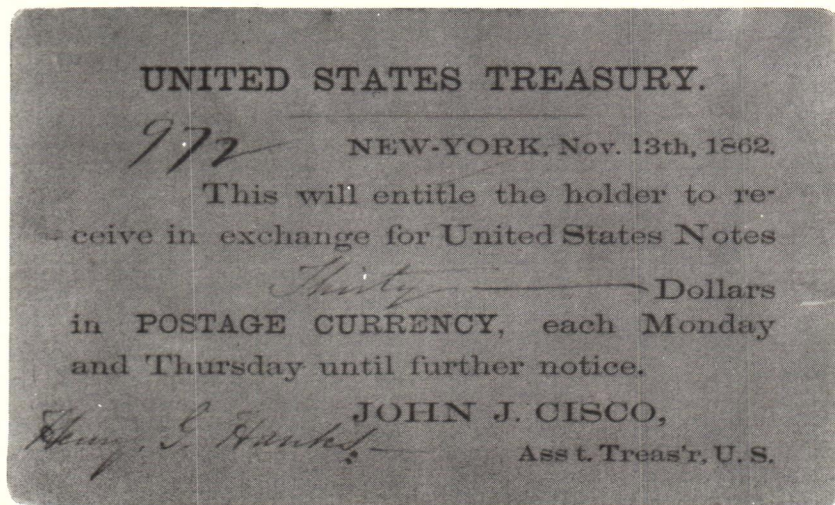 UNITED STATES TREASURY.
972 NEW-YORK, Nov. 13th, 1862.
This will entitle the holder to re-
ceive in exchange for United States Notes
Thirty Dollars
in POSTAGE CURRENCY, each Monday
and Thursday until further notice.
JOHN J. CISCO,
Henry. G. Hanks.
Ass t. Treas'r, U. S.